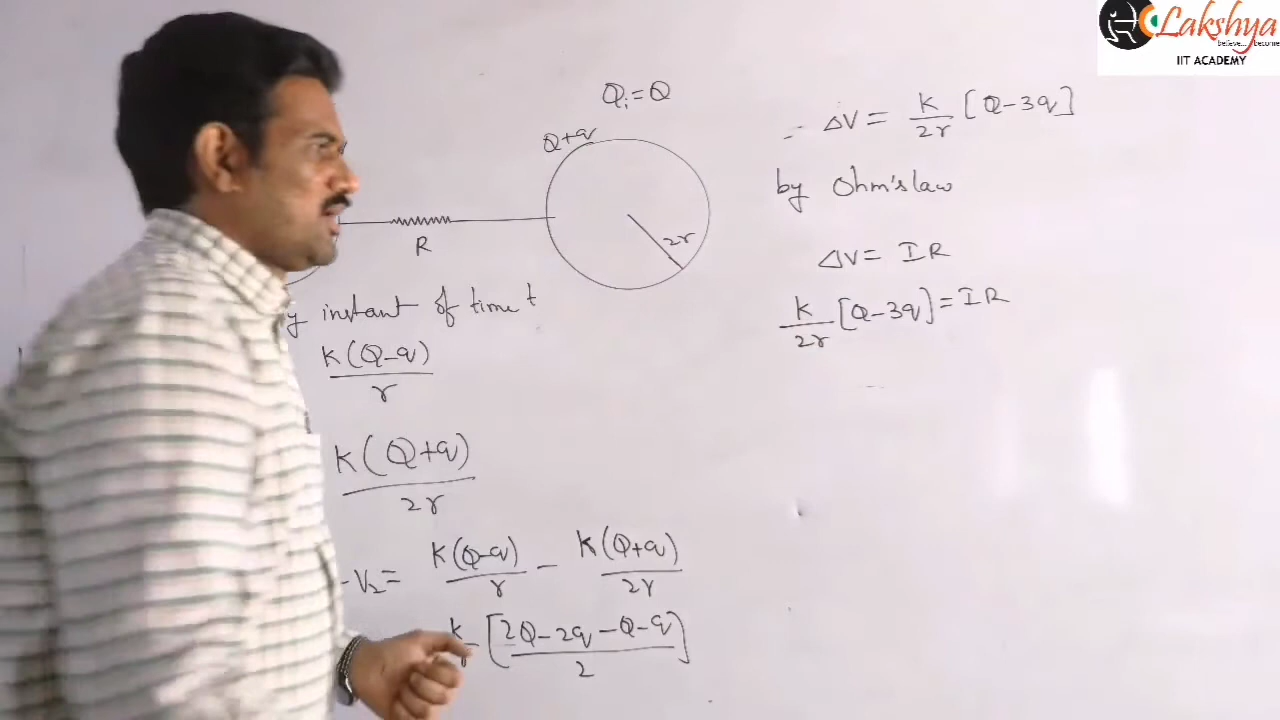 Lakshya
believe... become
IIT ACADEMY
Qi = Q
Q+q
R
2r
y instant of time t
K(Q-q)/r
K(Q+q)/2r
-V₂ = K(Q-q)/r - K(Q+q)/2r
K [2Q-2q-Q-q/2]
∴ ΔV = K/2r [Q-3q]
by Ohm's law
ΔV = IR
K/2r [Q-3q] = IR